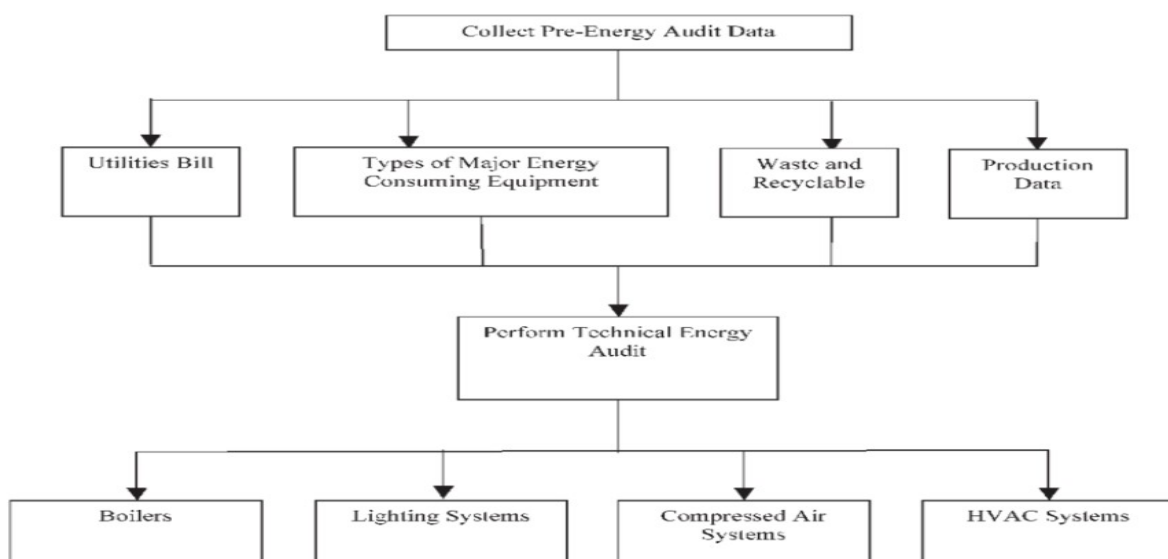 Collect Pre-Energy Audit Data
Utilities Bill
Types of Major Energy
Consuming Equipment
Waste and
Recyclable
Production
Data
Perform Technical Energy
Audit
Boilers
Lighting Systems
Compressed Air
Systems
HVAC Systems